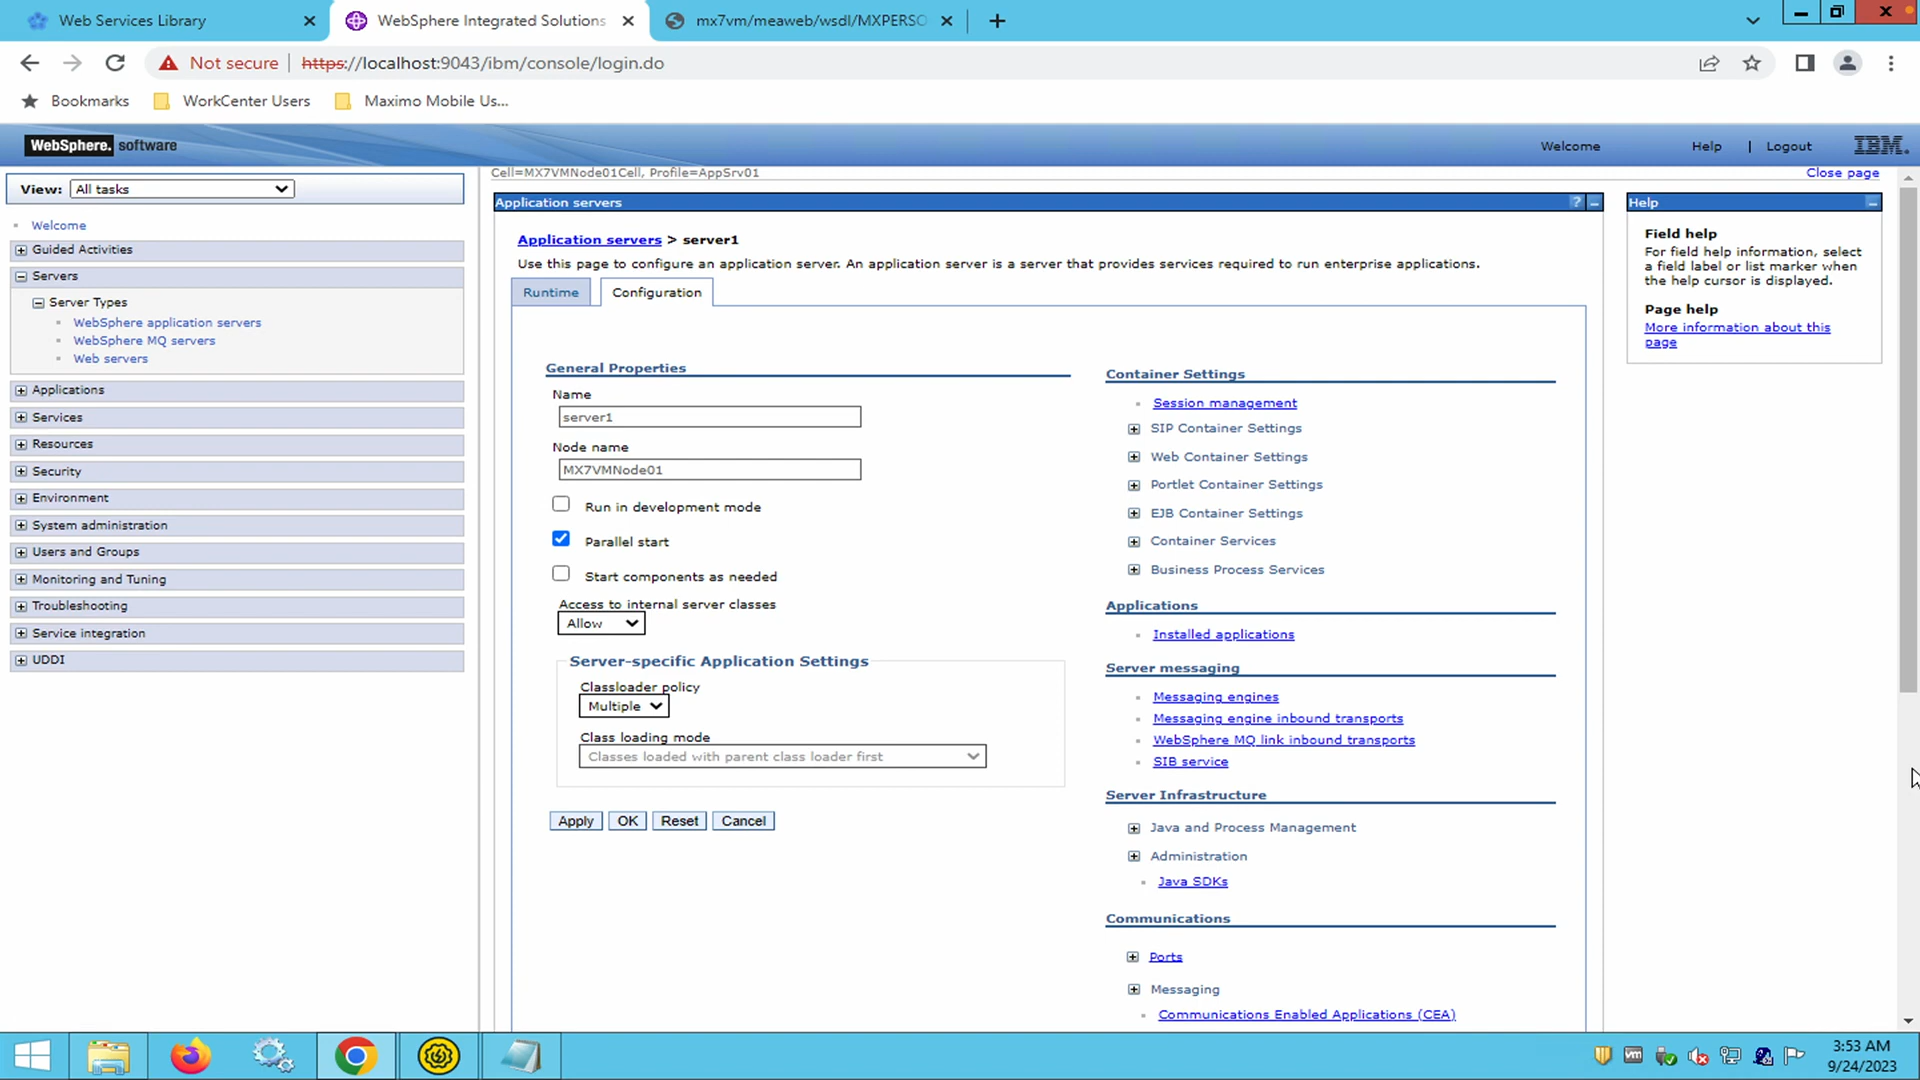 Web Services Library
WebSphere Integrated Solutions
mx7vm/meaweb/wsdl/MXPERSO
Not secure https://localhost:9043/ibm/console/login.do
Bookmarks WorkCenter Users Maximo Mobile Us...
WebSphere. software Welcome Help | Logout IBM.
View: All tasks
Welcome
Guided Activities
Servers
Server Types
WebSphere application servers
WebSphere MQ servers
Web servers
Applications
Services
Resources
Security
Environment
System administration
Users and Groups
Monitoring and Tuning
Troubleshooting
Service integration
UDDI
Cell=MX7VMNode01Cell, Profile=AppSrv01
Close page
Application servers ?
Application servers > server1
Use this page to configure an application server. An application server is a server that provides services required to run enterprise applications.
Runtime Configuration
General Properties
Name
server1
Node name
MX7VMNode01
Run in development mode
Parallel start
Start components as needed
Access to internal server classes
Allow
Server-specific Application Settings
Classloader policy
Multiple
Class loading mode
Classes loaded with parent class loader first
Apply OK Reset Cancel
Container Settings
Session management
SIP Container Settings
Web Container Settings
Portlet Container Settings
EJB Container Settings
Container Services
Business Process Services
Applications
Installed applications
Server messaging
Messaging engines
Messaging engine inbound transports
WebSphere MQ link inbound transports
SIB service
Server Infrastructure
Java and Process Management
Administration
Java SDKs
Communications
Ports
Messaging
Communications Enabled Applications (CEA)
Help
Field help
For field help information, select
a field label or list marker when
the help cursor is displayed.
Page help
More information about this
page
3:53 AM
9/24/2023